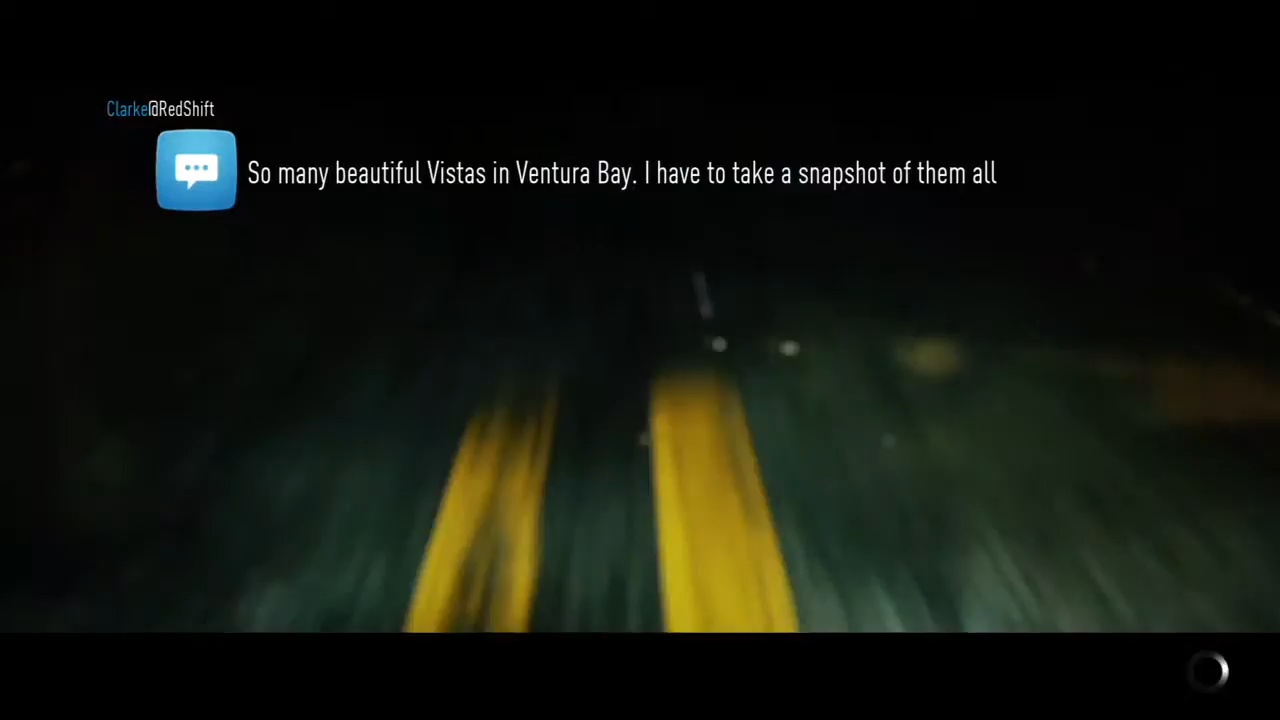 Clarke@RedShift
So many beautiful Vistas in Ventura Bay. I have to take a snapshot of them all